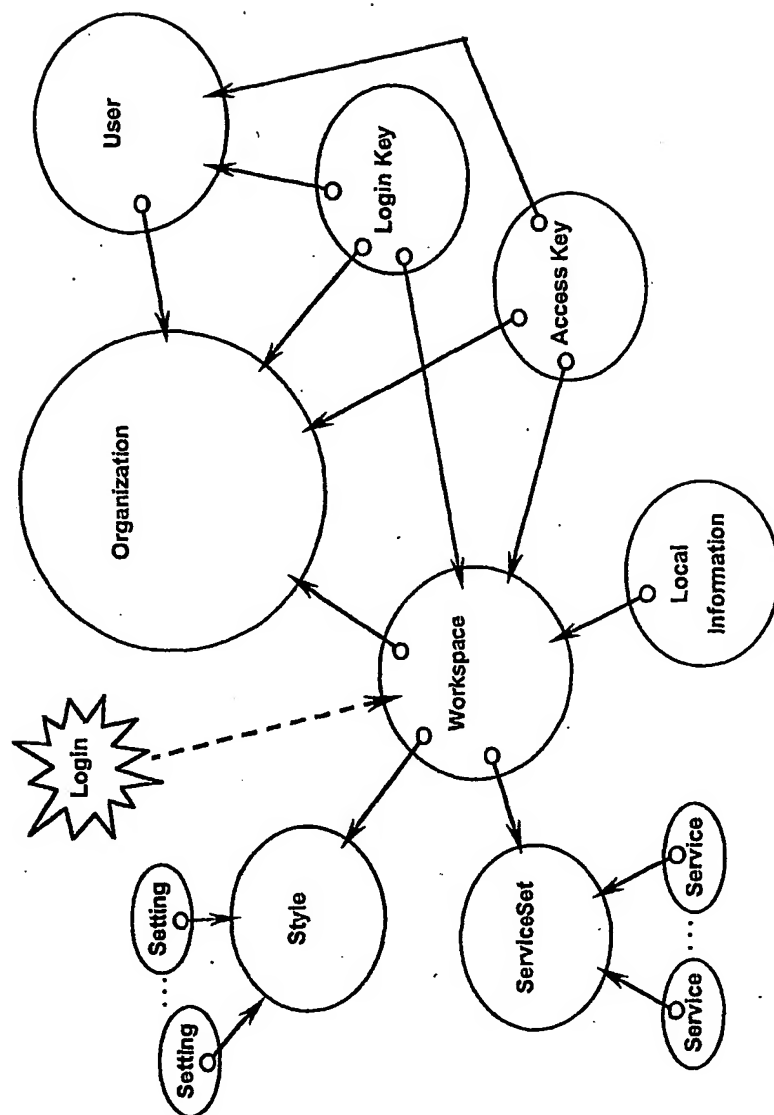 Login
Organization
User
Setting .... Setting
Style
Login Key
Workspace
ServiceSet
Access Key
Local
Information
Service .... Service